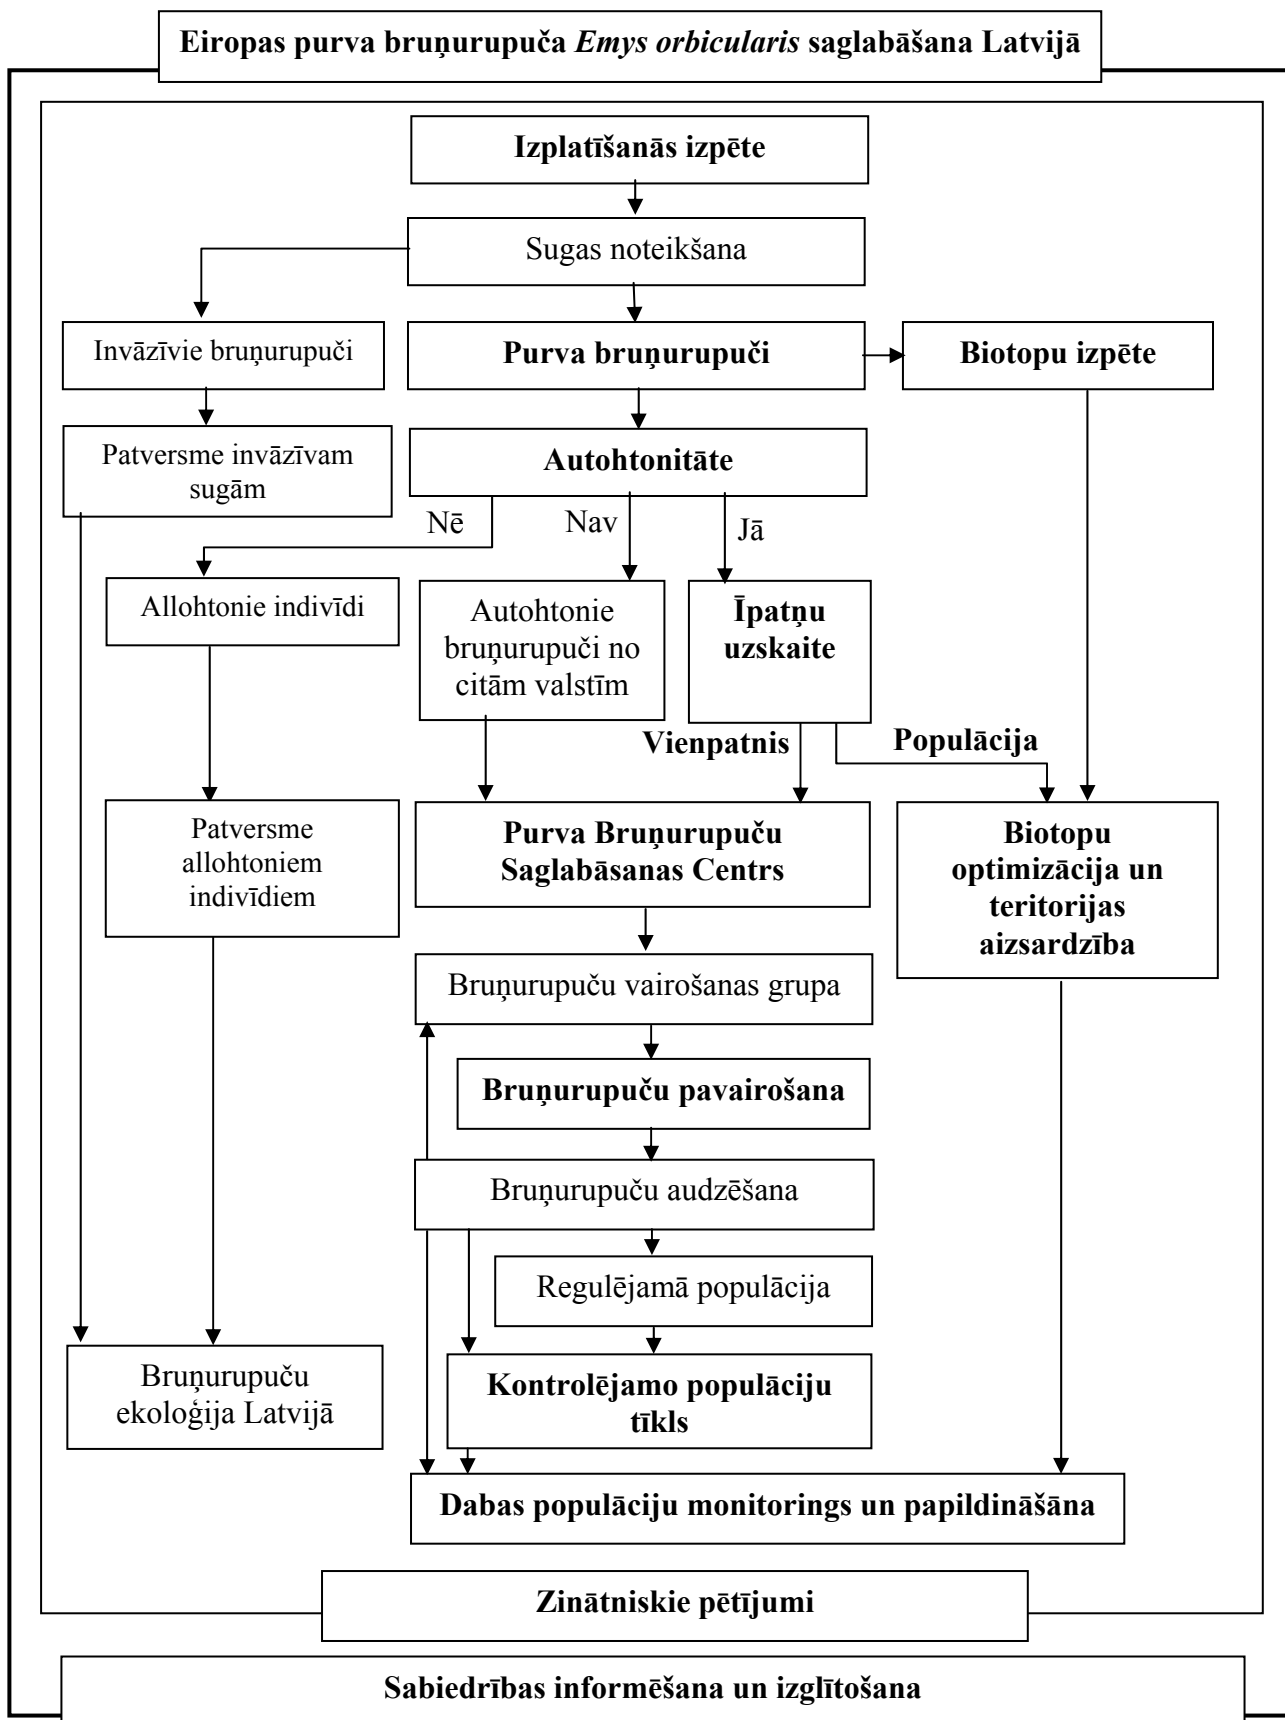 Eiropas purva bruņurupuča Emys orbicularis saglabāšana Latvijā
Izplatīšanās izpēte
Sugas noteikšana
Invāzīvie bruņurupuči
Purva bruņurupuči
Biotopu izpēte
Patversme invāzīvam
sugām
Autohtonitāte
Nē
Nav
Jā
Allohtonie indivīdi
Autohtonie
bruņurupuči no
citām valstīm
Īpatņu
uzskaite
Vienpatnis
Populācija
Patversme
allohtoniem
indivīdiem
Purva Bruņurupuču
Saglabāsanas Centrs
Biotopu
optimizācija un
teritorijas
aizsardzība
Bruņurupuču vairošanas grupa
Bruņurupuču pavairošana
Bruņurupuču audzēšana
Regulējamā populācija
Bruņurupuču
ekoloģija Latvijā
Kontrolējamo populāciju
tīkls
Dabas populāciju monitorings un papildināšāna
Zinātniskie pētījumi
Sabiedrības informēšana un izglītošana